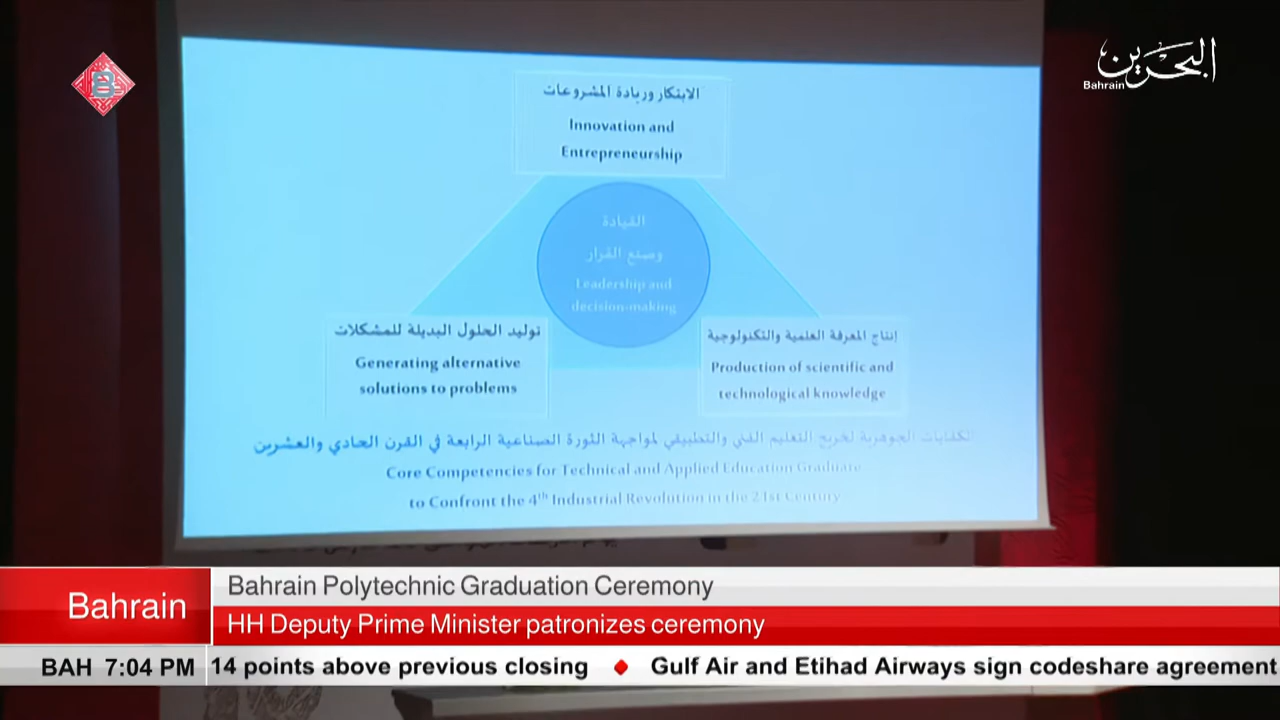 B
البحرين
Bahrain
الابتكار وريادة المشروعات
Innovation and
Entrepreneurship
القيادة
وصنع القرار
Leadership and
decision-making
توليد الحلول البديلة للمشكلات
Generating alternative
solutions to problems
إنتاج المعرفة العلمية والتكنولوجية
Production of scientific and
technological knowledge
الكفايات الجوهرية لخريج التعليم الفني والتطبيقي لمواجهة الثورة الصناعية الرابعة في القرن الحادي والعشرين
Core Competencies for Technical and Applied Education Graduate
to Confront the 4th Industrial Revolution in the 21st Century
Bahrain
Bahrain Polytechnic Graduation Ceremony
HH Deputy Prime Minister patronizes ceremony
BAH 7:04 PM
14 points above previous closing
Gulf Air and Etihad Airways sign codeshare agreement